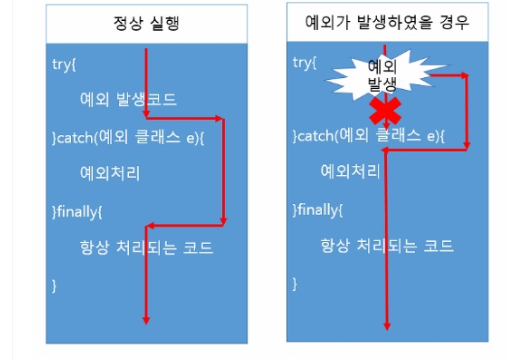 정상 실행
try{
예외 발생코드
}catch(예외 클래스 e){
예외처리
}finally{
항상 처리되는 코드
}
예외가 발생하였을 경우
try{
예외
발생
}catch(예외 클래스 e){
예외처리
}finally{
항상 처리되는 코드
}